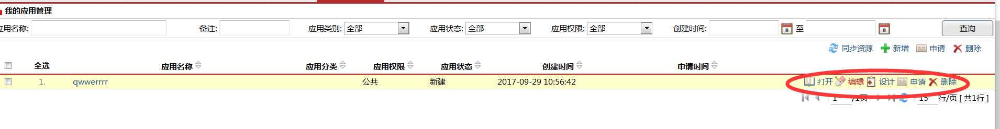 我的应用管理
应用名称: 备注: 应用类别: 全部 应用状态: 全部 应用权限: 全部 创建时间: 8 至 8 查询
同步资源 新增 申请 删除
全选 应用名称 应用分类 应用权限 应用状态 创建时间 申请时间
1. qwwerrrr 公共 新建 2017-09-29 10:56:42 打开 编辑 设计 申请 删除
1 /1页 15 行/页 [ 共1行 ]